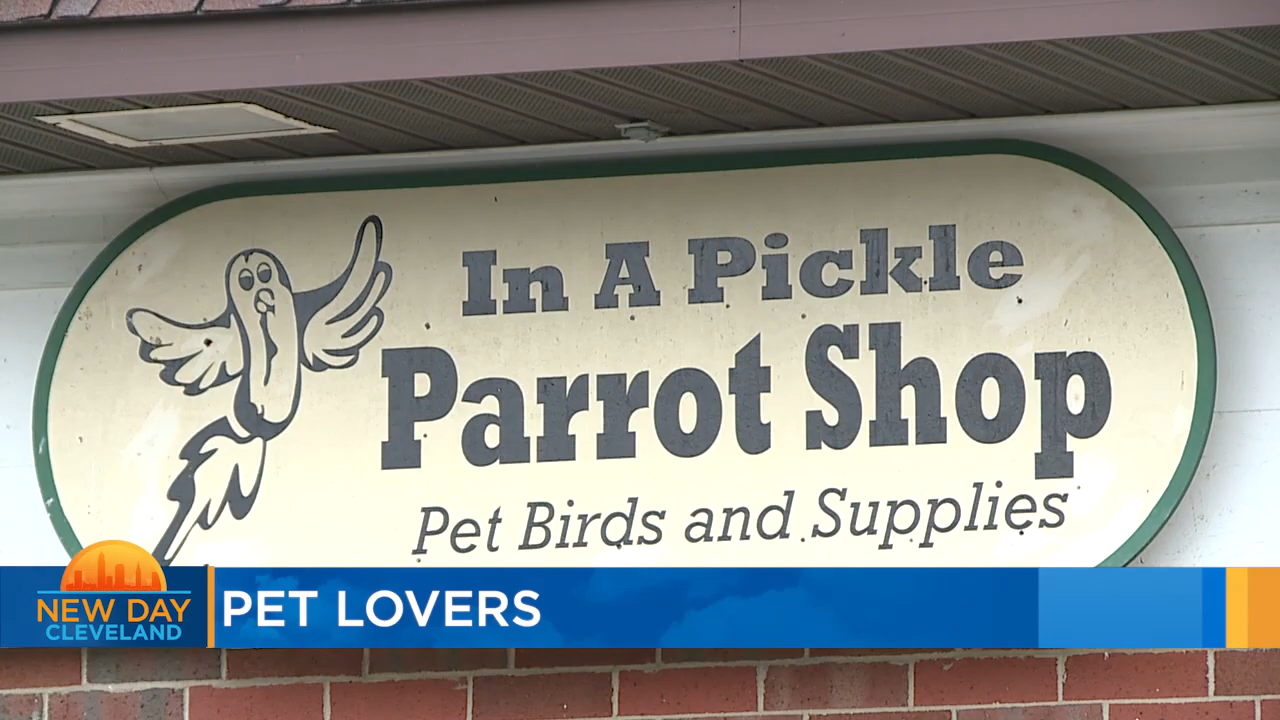 In A Pickle
Parrot Shop
Pet Birds and Supplies
NEW DAY
CLEVELAND
PET LOVERS